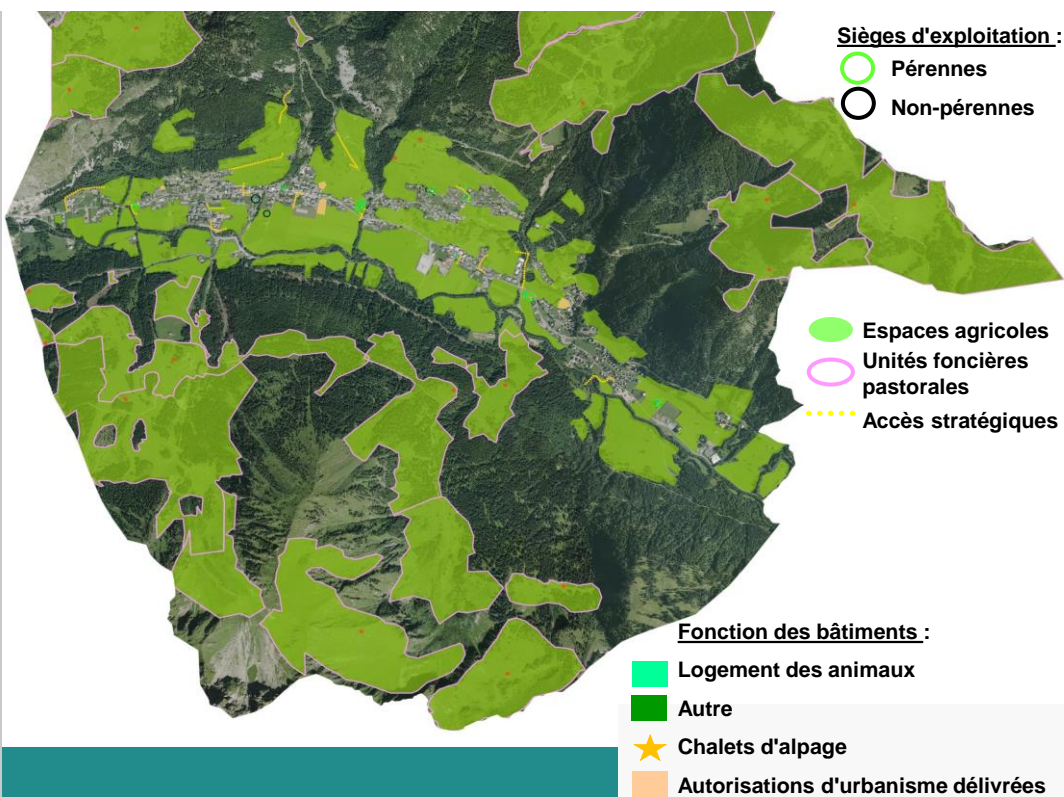 Sièges d'exploitation :
Pérennes
Non-pérennes
Espaces agricoles
Unités foncières
pastorales
Accès stratégiques
Fonction des bâtiments :
Logement des animaux
Autre
Chalets d'alpage
Autorisations d'urbanisme délivrées